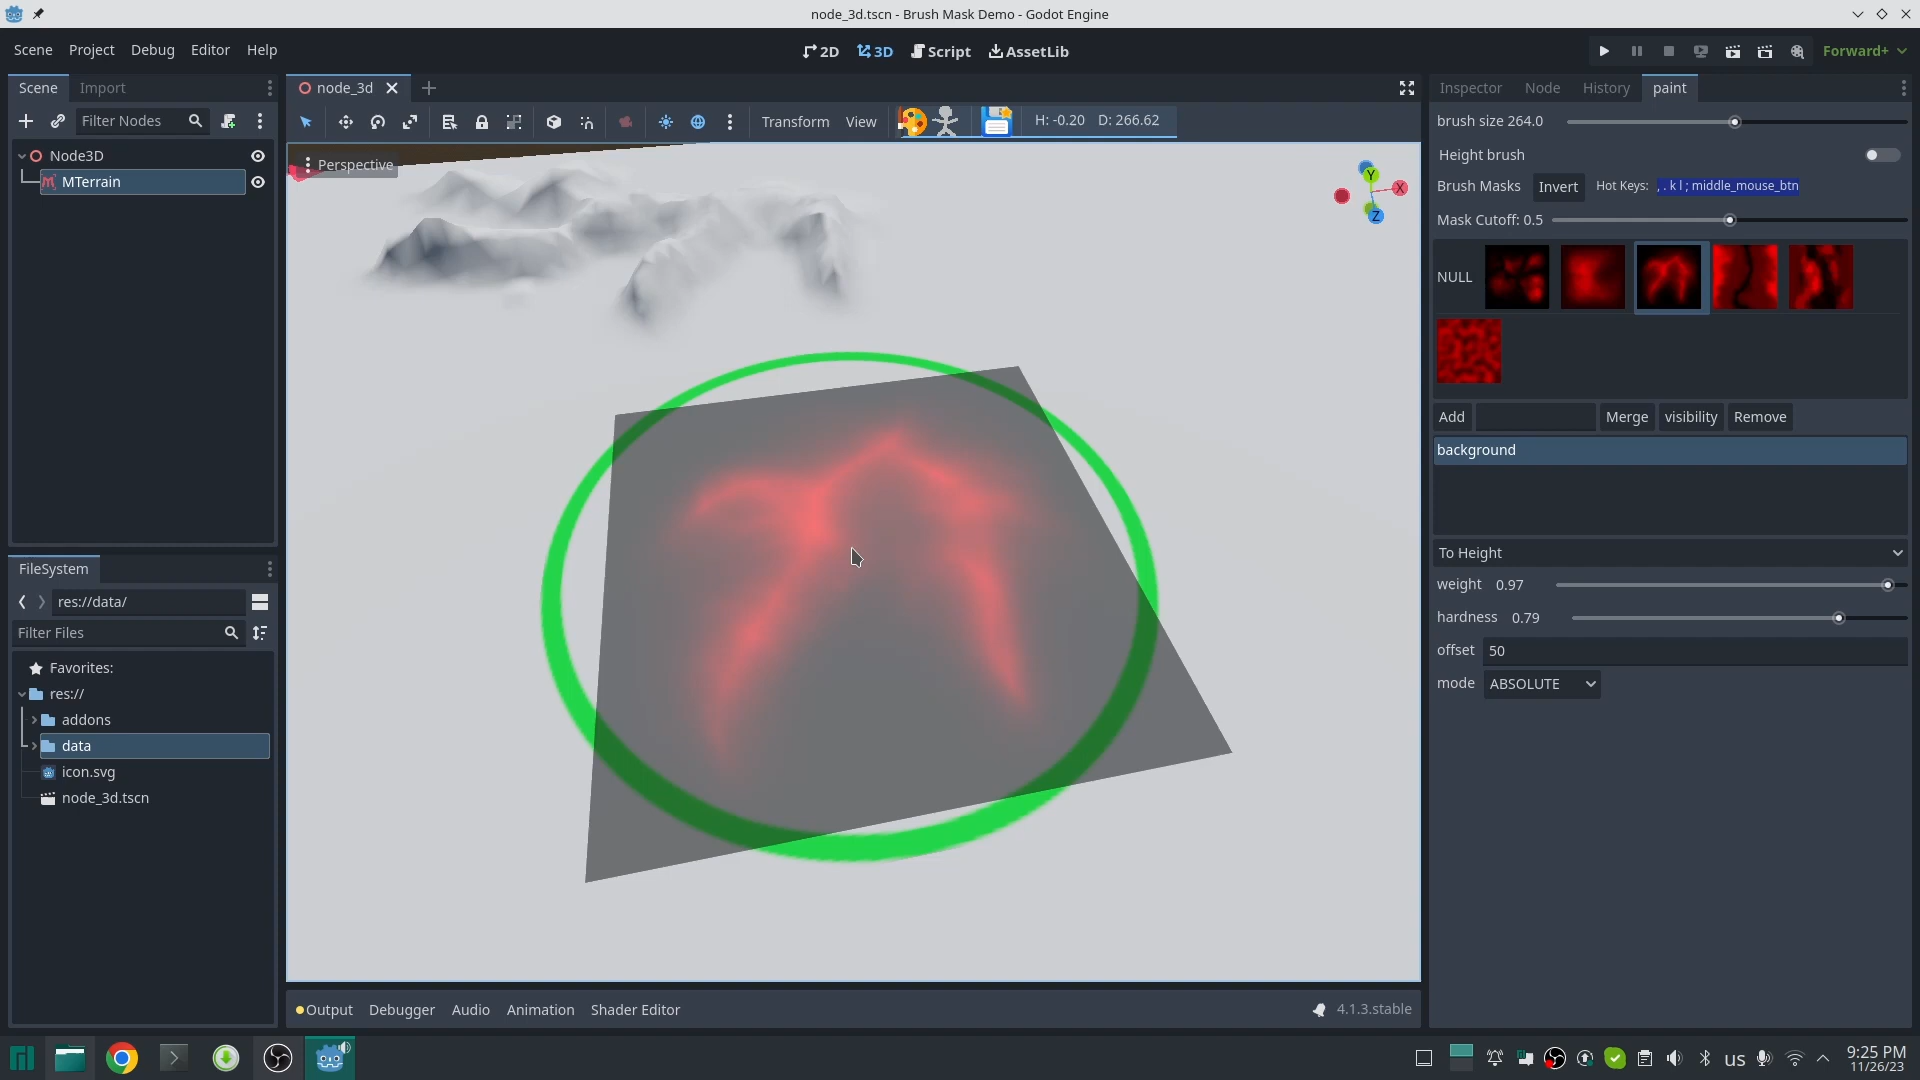 node_3d.tscn - Brush Mask Demo - Godot Engine
Scene Project Debug Editor Help
2D 3D Script AssetLib
Forward+
Scene Import
node_3d
Inspector Node History paint
Filter Nodes
Transform View
H: -0.20 D: 266.62
brush size 264.0
Node3D
MTerrain
Perspective
Y
X
Z
Height brush
Brush Masks Invert Hot Keys: , . k l ; middle_mouse_btn
Mask Cutoff: 0.5
NULL
Add Merge visibility Remove
background
To Height
weight 0.97
hardness 0.79
offset 50
mode ABSOLUTE
FileSystem
res://data/
Filter Files
Favorites:
res://
addons
data
icon.svg
node_3d.tscn
Output Debugger Audio Animation Shader Editor
4.1.3.stable
us
9:25 PM
11/26/23